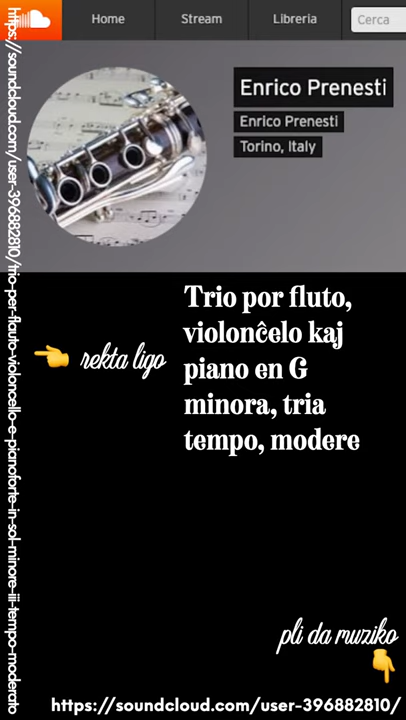 Home Stream Libreria Cerca
Enrico Prenesti
Enrico Prenesti
Torino, Italy
https://soundcloud.com/user-396882810/trio-per-flauto-violoncello-e-pianoforte-in-sol-minore-iii-tempo-moderato
Trio por fluto,
violonĉelo kaj
piano en G
minora, tria
tempo, modere
👈 rekta ligo
pli da muziko
👇
https://soundcloud.com/user-396882810/